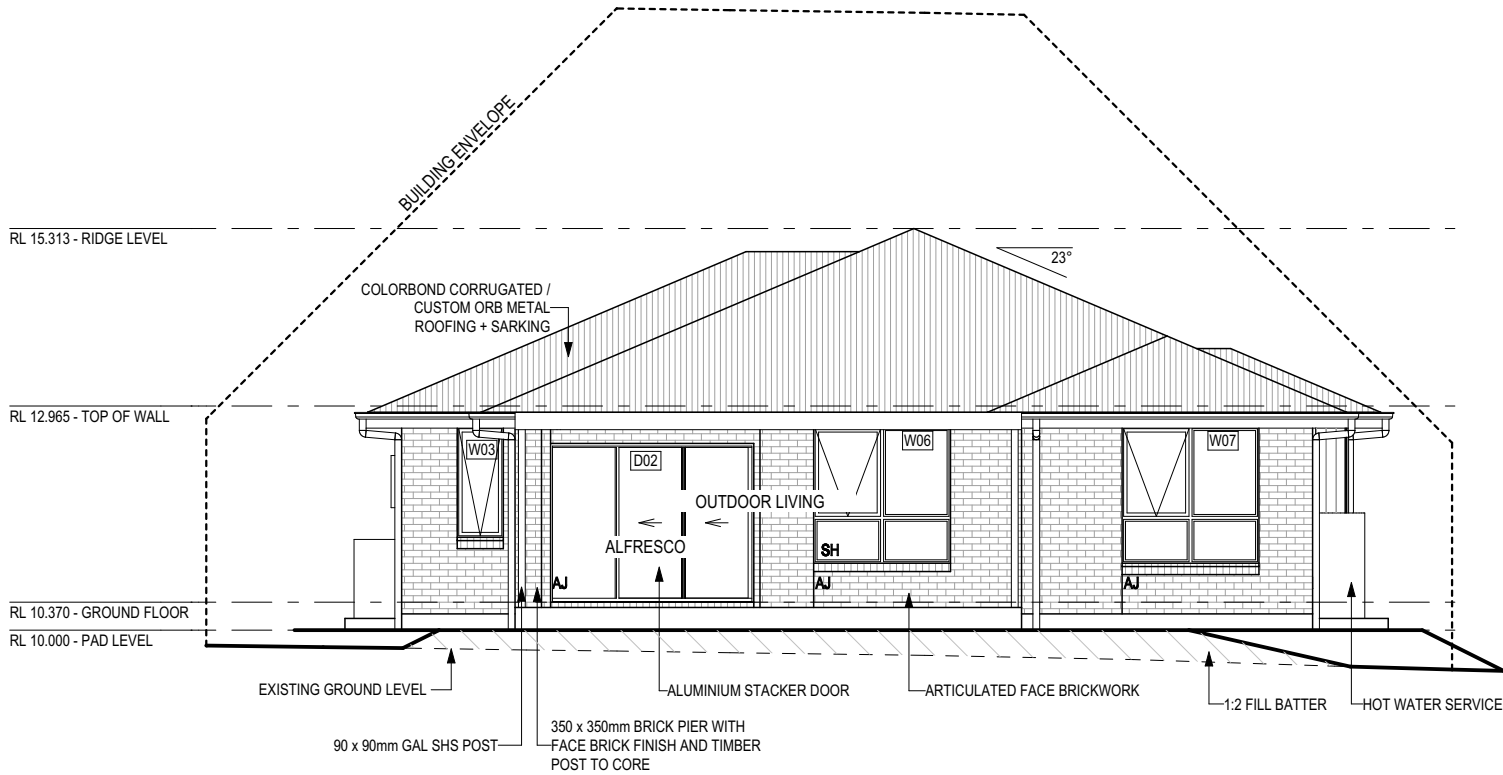 BUILDING ENVELOPE
RL 15.313 - RIDGE LEVEL
23°
COLORBOND CORRUGATED /
CUSTOM ORB METAL
ROOFING + SARKING
RL 12.965 - TOP OF WALL
W03
D02
W06
W07
OUTDOOR LIVING
ALFRESCO
SH
AJ
AJ
AJ
RL 10.370 - GROUND FLOOR
RL 10.000 - PAD LEVEL
EXISTING GROUND LEVEL
ALUMINIUM STACKER DOOR
ARTICULATED FACE BRICKWORK
1:2 FILL BATTER
HOT WATER SERVICE
90 x 90mm GAL SHS POST
350 x 350mm BRICK PIER WITH
FACE BRICK FINISH AND TIMBER
POST TO CORE